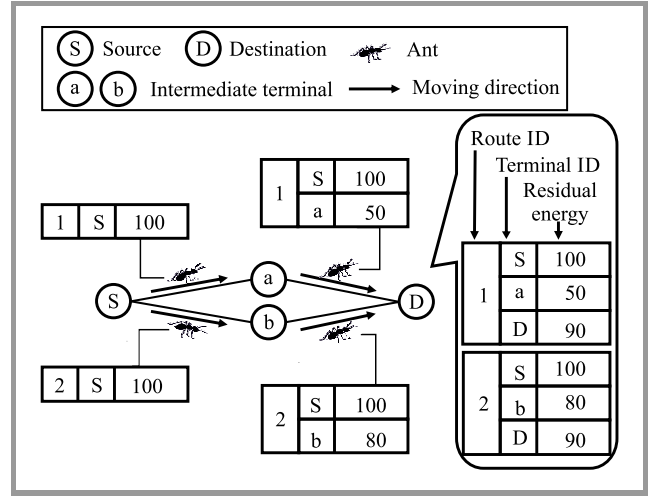 S Source D Destination Ant
a b Intermediate terminal Moving direction
Route ID
Terminal ID
Residual
energy
1 S 100
1 S 100
a 50
S
a
b
D
2 S 100
2 S 100
b 80
1 S 100
a 50
D 90
2 S 100
b 80
D 90